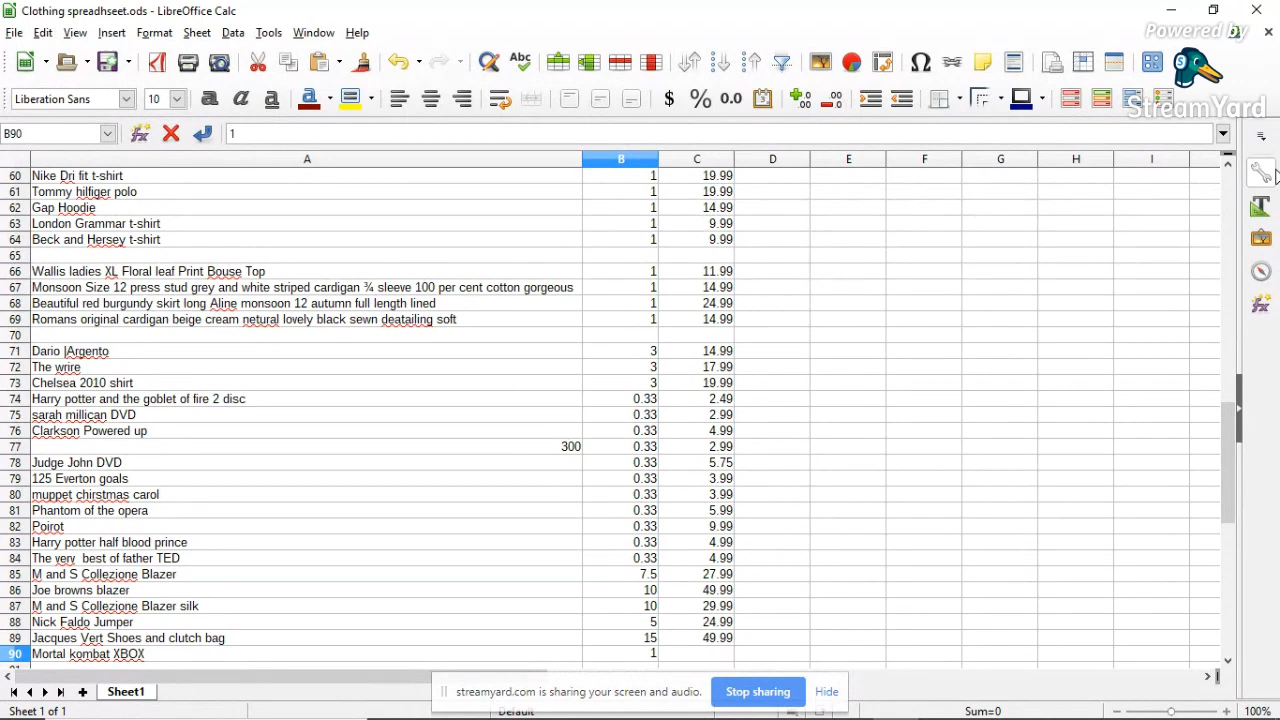 Clothing spreadhseet.ods - LibreOffice Calc
Powered by
File Edit View Insert Format Sheet Data Tools Window Help
StreamYard
Liberation Sans 10
B90 1
A B C D E F G H I
60 Nike Dri fit t-shirt 1 19.99
61 Tommy hilfiger polo 1 19.99
62 Gap Hoodie 1 14.99
63 London Grammar t-shirt 1 9.99
64 Beck and Hersey t-shirt 1 9.99
65
66 Wallis ladies XL Floral leaf Print Bouse Top 1 11.99
67 Monsoon Size 12 press stud grey and white striped cardigan ¾ sleeve 100 per cent cotton gorgeous 1 14.99
68 Beautiful red burgundy skirt long Aline monsoon 12 autumn full length lined 1 24.99
69 Romans original cardigan beige cream netural lovely black sewn deatailing soft 1 14.99
70
71 Dario |Argento 3 14.99
72 The wrire 3 17.99
73 Chelsea 2010 shirt 3 19.99
74 Harry potter and the goblet of fire 2 disc 0.33 2.49
75 sarah millican DVD 0.33 2.99
76 Clarkson Powered up 0.33 4.99
77 300 0.33 2.99
78 Judge John DVD 0.33 5.75
79 125 Everton goals 0.33 3.99
80 muppet chirstmas carol 0.33 3.99
81 Phantom of the opera 0.33 5.99
82 Poirot 0.33 9.99
83 Harry potter half blood prince 0.33 4.99
84 The very best of father TED 0.33 4.99
85 M and S Collezione Blazer 7.5 27.99
86 Joe browns blazer 10 49.99
87 M and S Collezione Blazer silk 10 29.99
88 Nick Faldo Jumper 5 24.99
89 Jacques Vert Shoes and clutch bag 15 49.99
90 Mortal kombat XBOX 1
Sheet1
streamyard.com is sharing your screen and audio. Stop sharing Hide
Sheet 1 of 1 Default Sum=0 100%